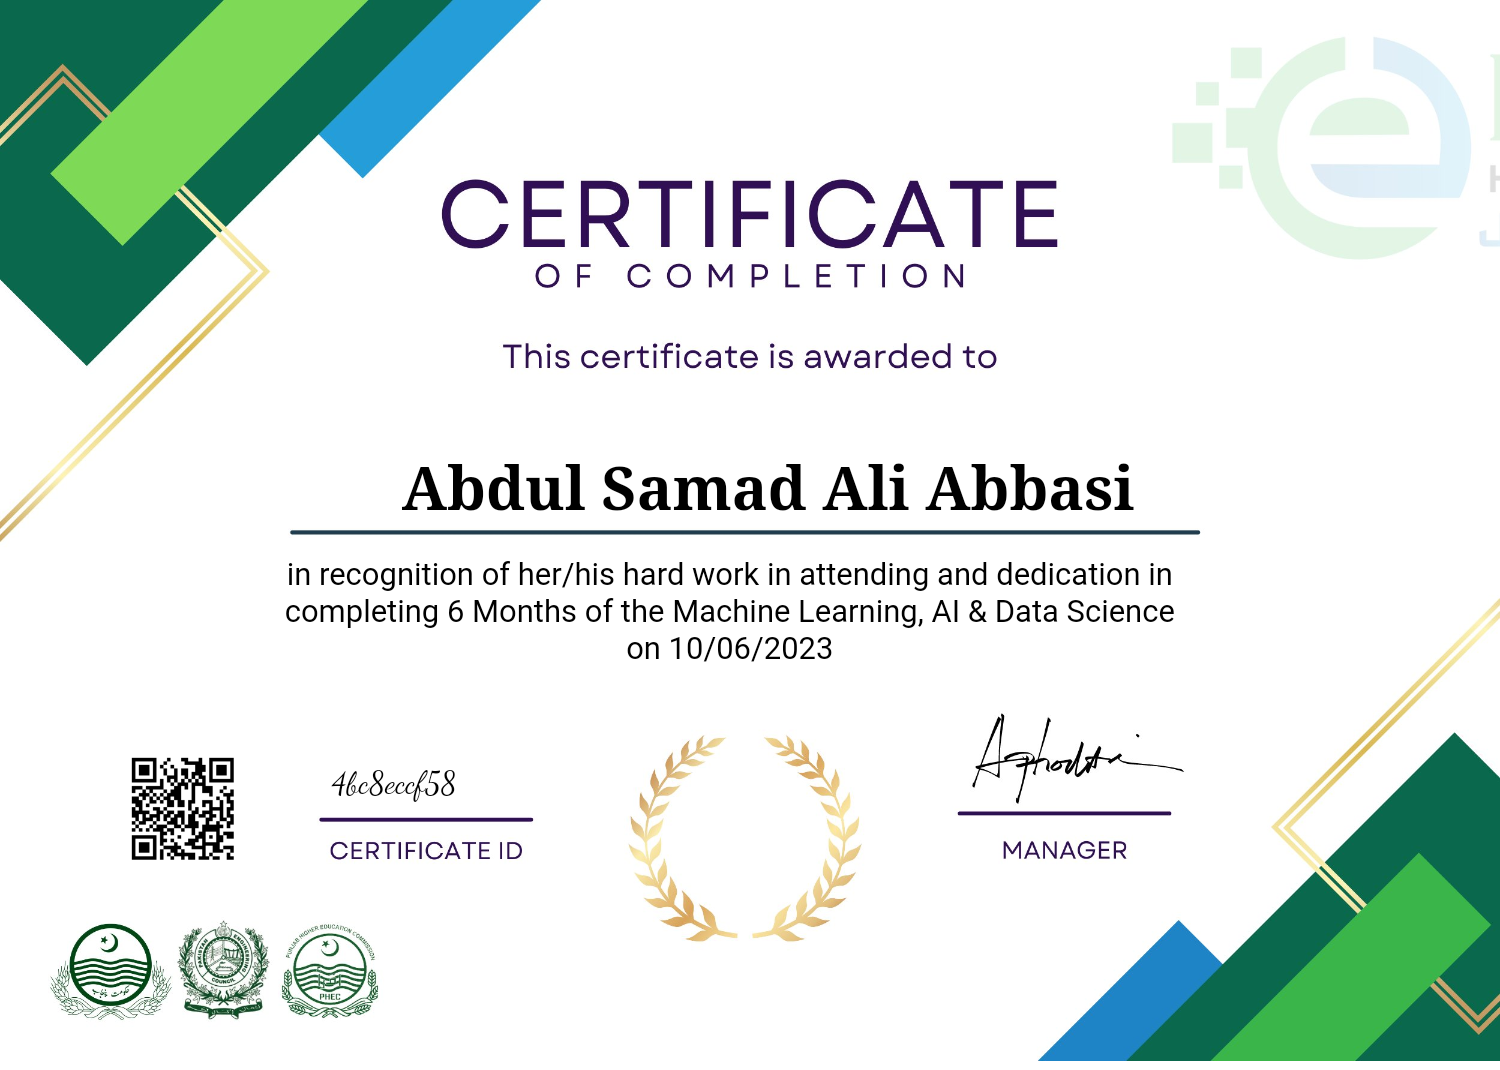 CERTIFICATE
OF COMPLETION
This certificate is awarded to
Abdul Samad Ali Abbasi
in recognition of her/his hard work in attending and dedication in
completing 6 Months of the Machine Learning, AI & Data Science
on 10/06/2023
4bc8eccf58
CERTIFICATE ID
MANAGER
PAKISTAN ENGINEERING
COUNCIL
PUNJAB HIGHER EDUCATION COMMISSION
PHEC